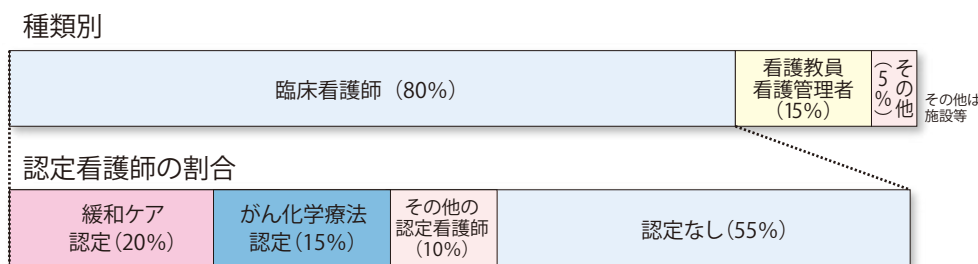 種類別
臨床看護師(80%)
看護教員
看護管理者
(15%)
その他
(5%)
その他は
施設等
認定看護師の割合
緩和ケア
認定(20%)
がん化学療法
認定(15%)
その他の
認定看護師
(10%)
認定なし(55%)